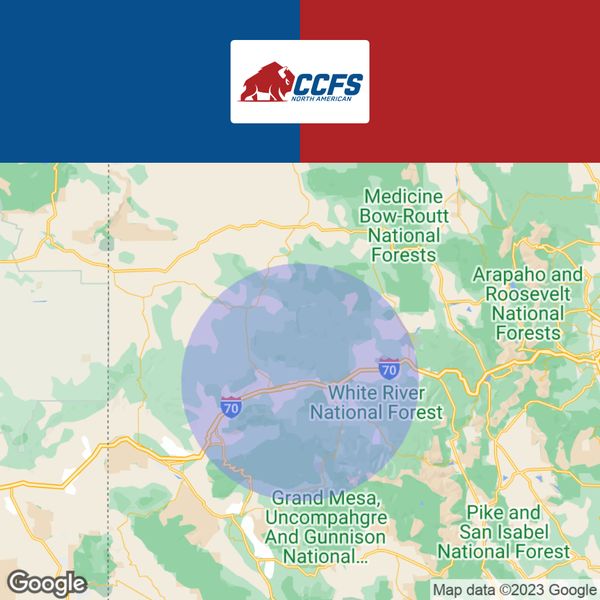 CCFS
NORTH AMERICAN
Medicine
Bow-Routt
National
Forests
Arapaho and
Roosevelt
National
Forests
70
White River
National Forest
70
Grand Mesa,
Uncompahgre
And Gunnison
National...
Pike and
San Isabel
National Forest
Google
Map data ©2023 Google